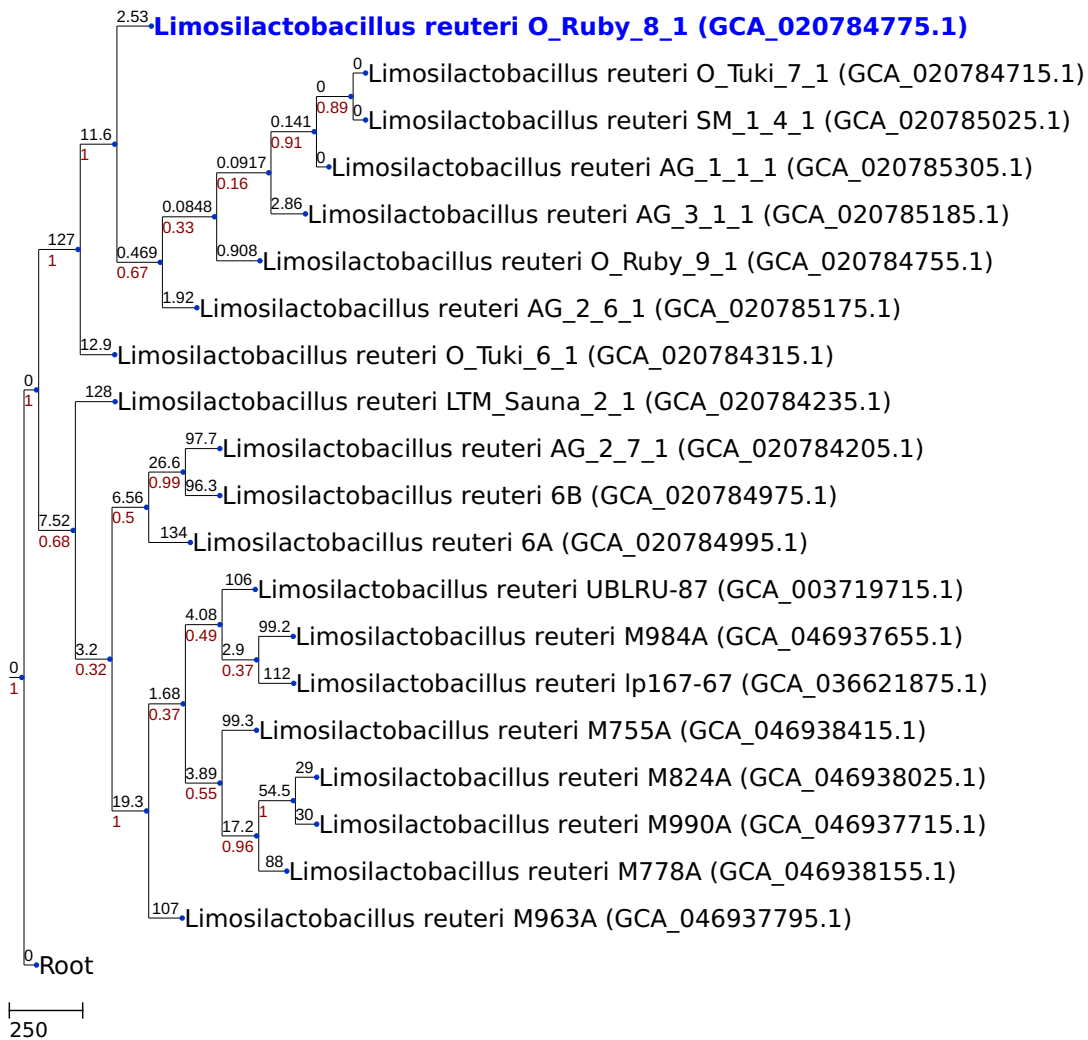 2.53
Limosilactobacillus reuteri O_Ruby_8_1 (GCA_020784775.1)
0
Limosilactobacillus reuteri O_Tuki_7_1 (GCA_020784715.1)
0
0.89
0
Limosilactobacillus reuteri SM_1_4_1 (GCA_020785025.1)
0.141
0.91
11.6
1
0
Limosilactobacillus reuteri AG_1_1_1 (GCA_020785305.1)
0.0917
0.16
2.86
Limosilactobacillus reuteri AG_3_1_1 (GCA_020785185.1)
0.0848
0.33
0.908
Limosilactobacillus reuteri O_Ruby_9_1 (GCA_020784755.1)
127
1
0.469
0.67
1.92
Limosilactobacillus reuteri AG_2_6_1 (GCA_020785175.1)
12.9
Limosilactobacillus reuteri O_Tuki_6_1 (GCA_020784315.1)
0
1
128
Limosilactobacillus reuteri LTM_Sauna_2_1 (GCA_020784235.1)
97.7
Limosilactobacillus reuteri AG_2_7_1 (GCA_020784205.1)
26.6
0.99
96.3
Limosilactobacillus reuteri 6B (GCA_020784975.1)
6.56
0.5
7.52
0.68
134
Limosilactobacillus reuteri 6A (GCA_020784995.1)
106
Limosilactobacillus reuteri UBLRU-87 (GCA_003719715.1)
4.08
0.49
99.2
Limosilactobacillus reuteri M984A (GCA_046937655.1)
3.2
0.32
2.9
0.37
0
1
112
Limosilactobacillus reuteri lp167-67 (GCA_036621875.1)
1.68
0.37
99.3
Limosilactobacillus reuteri M755A (GCA_046938415.1)
3.89
0.55
29
Limosilactobacillus reuteri M824A (GCA_046938025.1)
54.5
1
19.3
1
30
Limosilactobacillus reuteri M990A (GCA_046937715.1)
17.2
0.96
88
Limosilactobacillus reuteri M778A (GCA_046938155.1)
107
Limosilactobacillus reuteri M963A (GCA_046937795.1)
0
Root
250